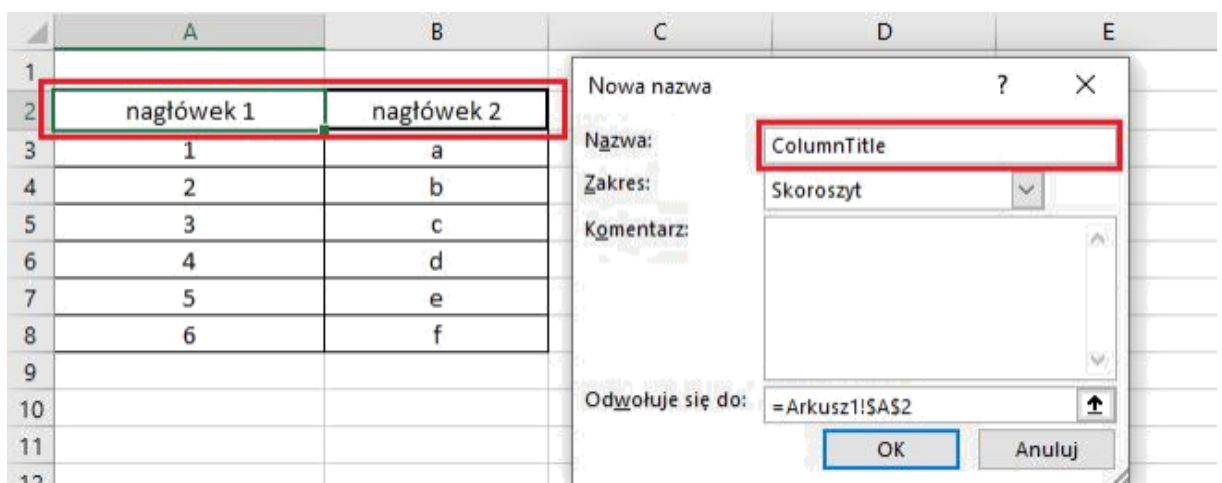 A B C D E
1
2 nagłówek 1 nagłówek 2
3 1 a
4 2 b
5 3 c
6 4 d
7 5 e
8 6 f
9
10
11
12
Nowa nazwa ? ×
Nazwa: ColumnTitle
Zakres: Skoroszyt
Komentarz:
Odwołuje się do: =Arkusz1!$A$2
OK Anuluj